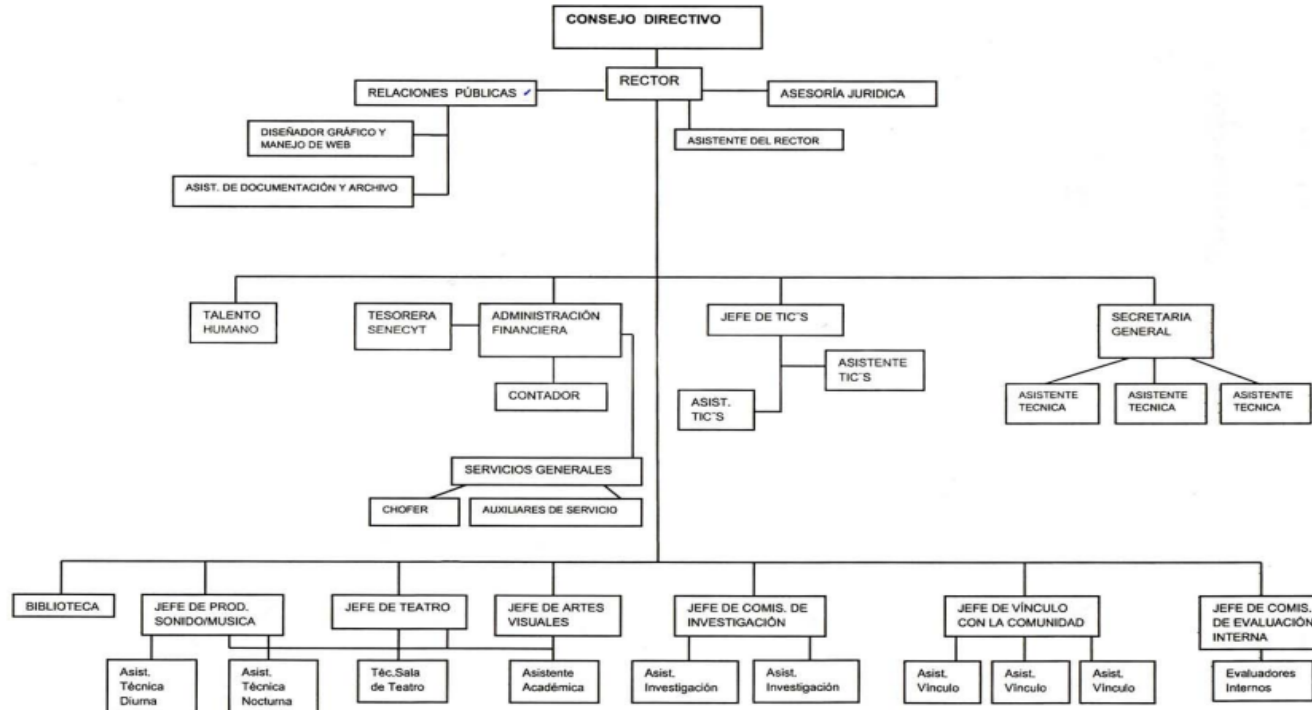 CONSEJO DIRECTIVO
RECTOR
RELACIONES PÚBLICAS
ASESORÍA JURIDICA
DISEÑADOR GRÁFICO Y
MANEJO DE WEB
ASISTENTE DEL RECTOR
ASIST. DE DOCUMENTACIÓN Y ARCHIVO
TALENTO
HUMANO
TESORERA
SENECYT
ADMINISTRACIÓN
FINANCIERA
JEFE DE TIC¨S
SECRETARIA
GENERAL
CONTADOR
ASISTENTE
TIC¨S
ASIST.
TIC¨S
ASISTENTE
TECNICA
ASISTENTE
TECNICA
ASISTENTE
TECNICA
SERVICIOS GENERALES
CHOFER
AUXILIARES DE SERVICIO
BIBLIOTECA
JEFE DE PROD.
SONIDO/MUSICA
JEFE DE TEATRO
JEFE DE ARTES
VISUALES
JEFE DE COMIS. DE
INVESTIGACIÓN
JEFE DE VÍNCULO
CON LA COMUNIDAD
JEFE DE COMIS.
DE EVALUACIÓN
INTERNA
Asist.
Técnica
Diurna
Asist.
Técnica
Nocturna
Téc.Sala
de Teatro
Asistente
Académica
Asist.
Investigación
Asist.
Investigación
Asist.
Vínculo
Asist.
Vínculo
Asist.
Vínculo
Evaluadores
Internos